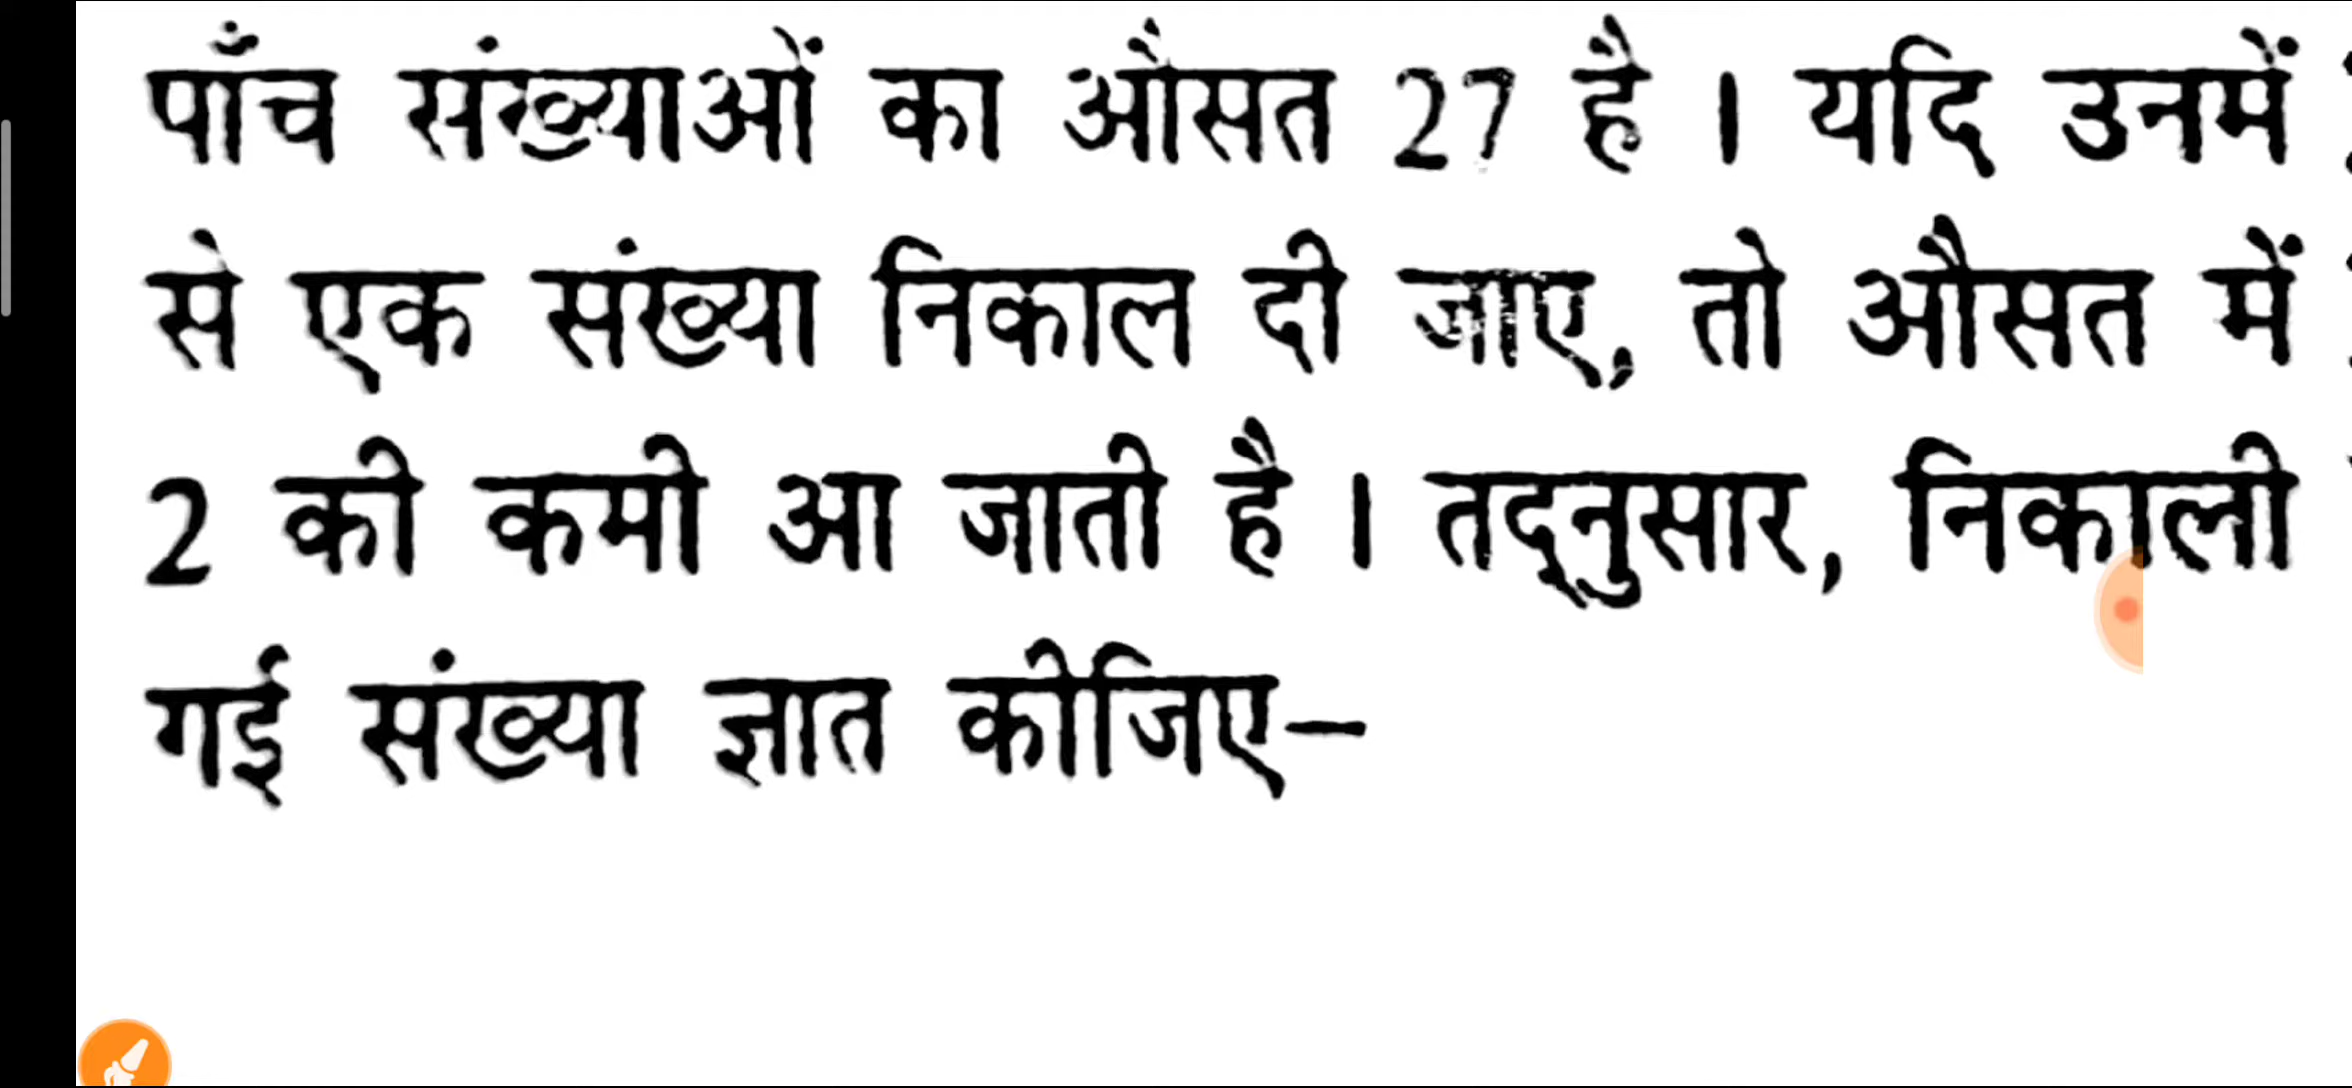 पाँच संख्याओं का औसत 27 है । यदि उनमें
से एक संख्या निकाल दी जाए, तो औसत में
2 की कमी आ जाती है । तद्नुसार, निकाली
गई संख्या ज्ञात कीजिए–